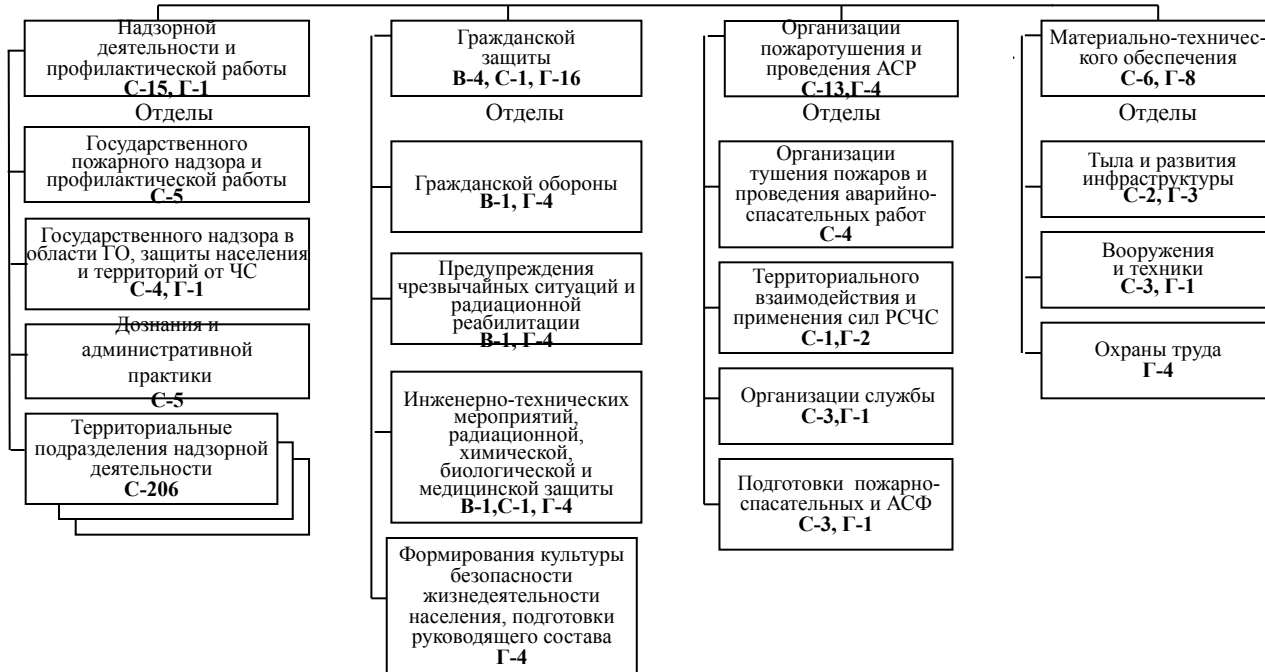 Надзорной
деятельности и
профилактической работы
С-15, Г-1
Отделы
Государственного
пожарного надзора и
профилактической работы
С-5
Государственного надзора в
области ГО, защиты населения
и территорий от ЧС
С-4, Г-1
Дознания и
административной
практики
С-5
Территориальные
подразделения надзорной
деятельности
С-206
Гражданской
защиты
В-4, С-1, Г-16
Отделы
Гражданской обороны
В-1, Г-4
Предупреждения
чрезвычайных ситуаций и
радиационной
реабилитации
В-1, Г-4
Инженерно-технических
мероприятий,
радиационной,
химической,
биологической и
медицинской защиты
В-1,С-1, Г-4
Формирования культуры
безопасности
жизнедеятельности
населения, подготовки
руководящего состава
Г-4
Организации
пожаротушения и
проведения АСР
С-13,Г-4
Отделы
Организации
тушения пожаров и
проведения аварийно-
спасательных работ
С-4
Территориального
взаимодействия и
применения сил РСЧС
С-1,Г-2
Организации службы
С-3,Г-1
Подготовки пожарно-
спасательных и АСФ
С-3, Г-1
Материально-техничес-
кого обеспечения
С-6, Г-8
Отделы
Тыла и развития
инфраструктуры
С-2, Г-3
Вооружения
и техники
С-3, Г-1
Охраны труда
Г-4